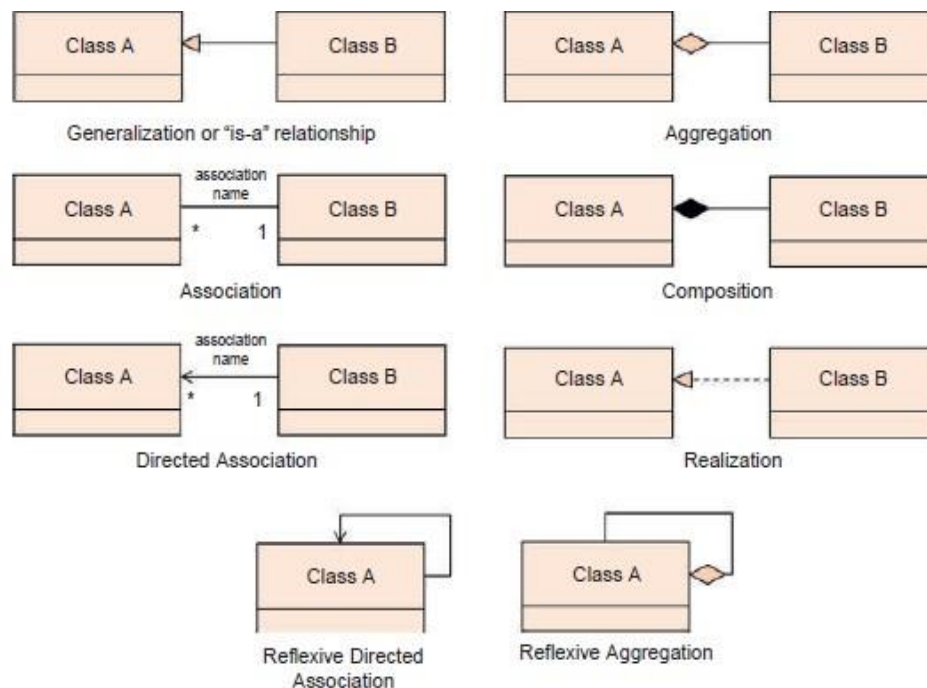 Class A
Class B
Class A
Class B
Generalization or “is-a” relationship
Aggregation
association
name
Class A
Class B
* 1
Class A
Class B
Association
Composition
association
name
Class A
Class B
* 1
Class A
Class B
Directed Association
Realization
Class A
Class A
Reflexive Directed
Association
Reflexive Aggregation